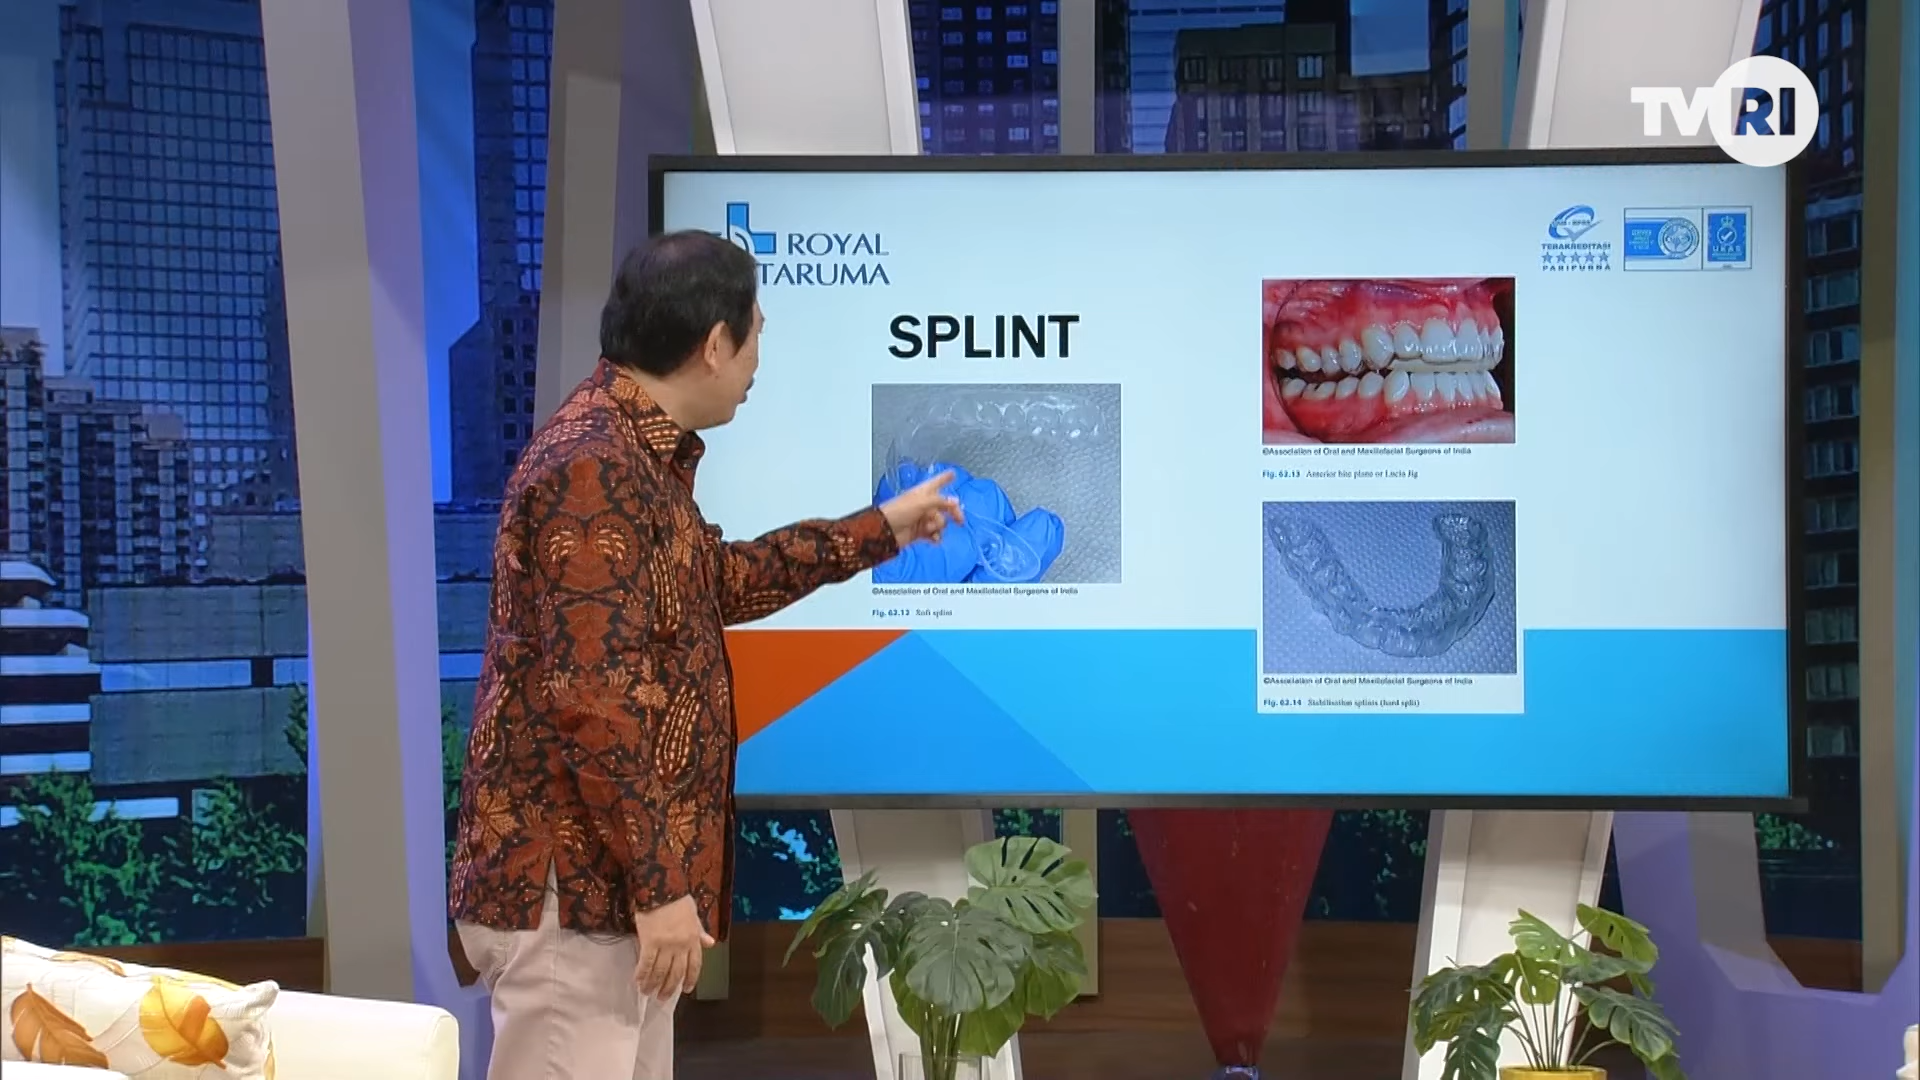 TVRI
ROYAL
TARUMA
TERAKREDITASI
PARIPURNA
UKAS
SPLINT
©Association of Oral and Maxillofacial Surgeons of India
Fig. 62.12 Soft splint
©Association of Oral and Maxillofacial Surgeons of India
Fig. 62.13 Anterior bite plane or Lucia Jig
©Association of Oral and Maxillofacial Surgeons of India
Fig. 62.14 Stabilisation splints (hard split)